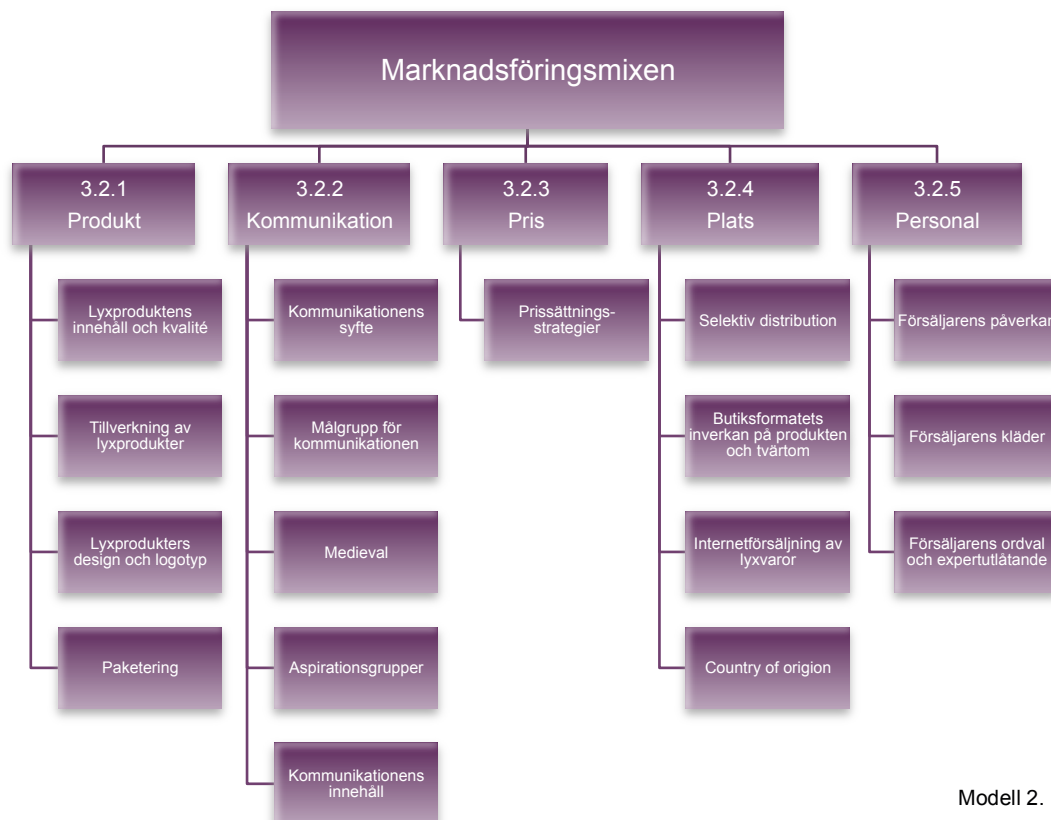 Marknadsföringsmixen
3.2.1
Produkt
3.2.2
Kommunikation
3.2.3
Pris
3.2.4
Plats
3.2.5
Personal
Lyxproduktens
innehåll och kvalité
Tillverkning av
lyxprodukter
Lyxprodukters
design och logotyp
Paketering
Kommunikationens
syfte
Målgrupp för
kommunikationen
Medieval
Aspirationsgrupper
Kommunikationens
innehåll
Prissättnings-
strategier
Selektiv distribution
Butiksformatets
inverkan på produkten
och tvärtom
Internetförsäljning av
lyxvaror
Country of origion
Försäljarens påverkan
Försäljarens kläder
Försäljarens ordval
och expertutlåtande
Modell 2.